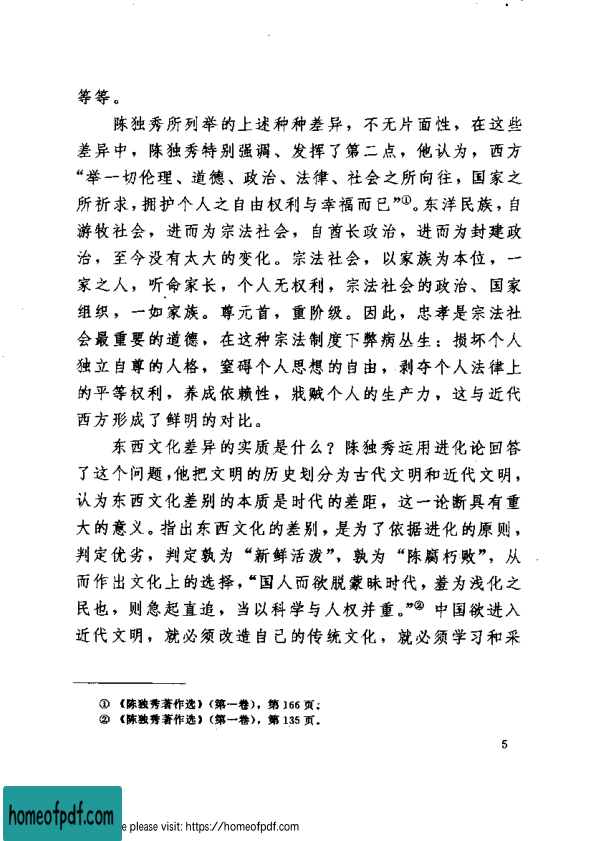 等等。
陈独秀所列举的上述种种差异，不无片面性，在这些
差异中，陈独秀特别强调、发挥了第二点，他认为，西方
“举一切伦理、道德、政治、法律、社会之所向往，国家之
所祈求，拥护个人之自由权利与幸福而已”①。东洋民族，自
游牧社会，进而为宗法社会，自酋长政治，进而为封建政
治，至今没有太大的变化。宗法社会，以家族为本位，一
家之人，听命家长，个人无权利，宗法社会的政治、国家
组织，一如家族。尊元首，重阶级。因此，忠孝是宗法社
会最重要的道德，在这种宗法制度下弊病丛生：损坏个人
独立自尊的人格，窒碍个人思想的自由，剥夺个人法律上
的平等权利，养成依赖性，戕贼个人的生产力，这与近代
西方形成了鲜明的对比。
东西文化差异的实质是什么？陈独秀运用进化论回答
了这个问题，他把文明的历史划分为古代文明和近代文明，
认为东西文化差别的本质是时代的差距，这一论断具有重
大的意义。指出东西文化的差别，是为了依据进化的原则，
判定优劣，判定孰为“新鲜活泼”，孰为“陈腐朽败”，从
而作出文化上的选择，“国人而欲脱蒙昧时代，羞为浅化之
民也，则急起直追，当以科学与人权并重。”② 中国欲进入
近代文明，就必须改造自己的传统文化，就必须学习和采
① 《陈独秀著作选》（第一卷），第 166 页；
② 《陈独秀著作选》（第一卷），第 135 页。
5
homeofpdf.com
e please visit: https://homeofpdf.com